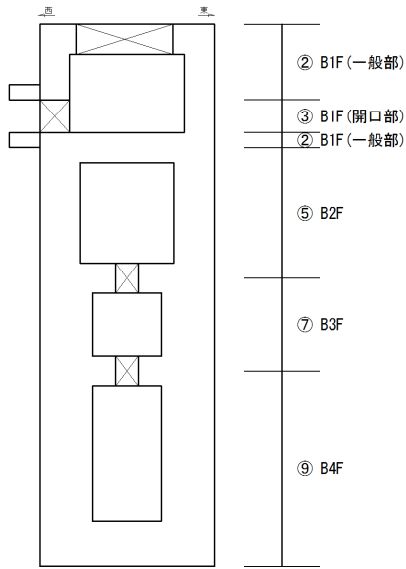 西 東
② B1F(一般部)
③ B1F(開口部)
② B1F(一般部)
⑤ B2F
⑦ B3F
⑨ B4F